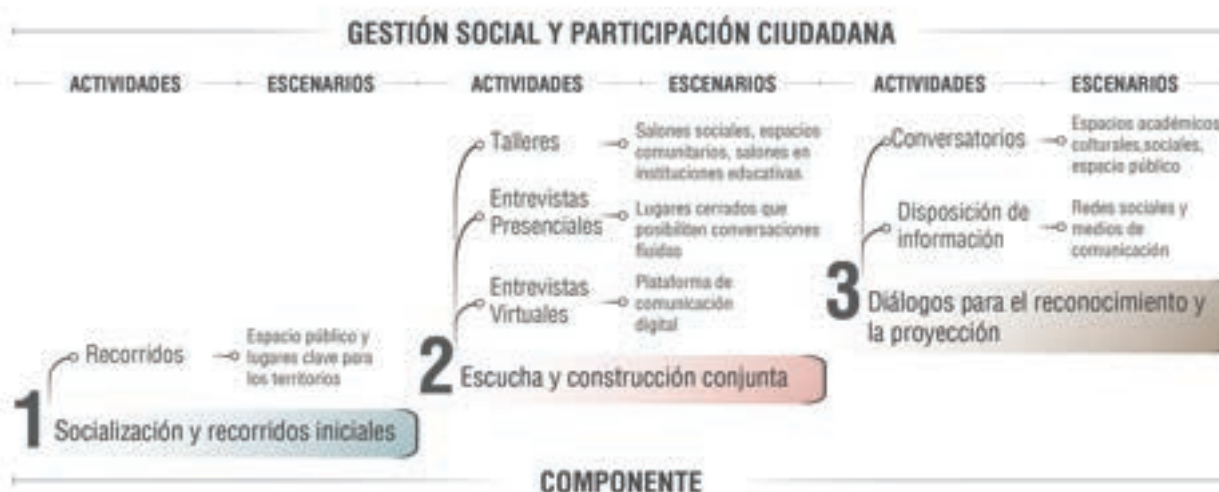 GESTIÓN SOCIAL Y PARTICIPACIÓN CIUDADANA
ACTIVIDADES
ESCENARIOS
ACTIVIDADES
ESCENARIOS
ACTIVIDADES
ESCENARIOS
Recorridos
Espacio público y
lugares clave para
los territorios
1
Socialización y recorridos iniciales
Talleres
Salones sociales, espacios
comunitarios, salones en
instituciones educativas
Entrevistas
Presenciales
Lugares cerrados que
posibiliten conversaciones
fluidas
Entrevistas
Virtuales
Plataforma de
comunicación
digital
2
Escucha y construcción conjunta
Conversatorios
Espacios académicos
culturales,sociales,
espacio público
Disposición de
información
Redes sociales y
medios de
comunicación
3
Diálogos para el reconocimiento y
la proyección
COMPONENTE